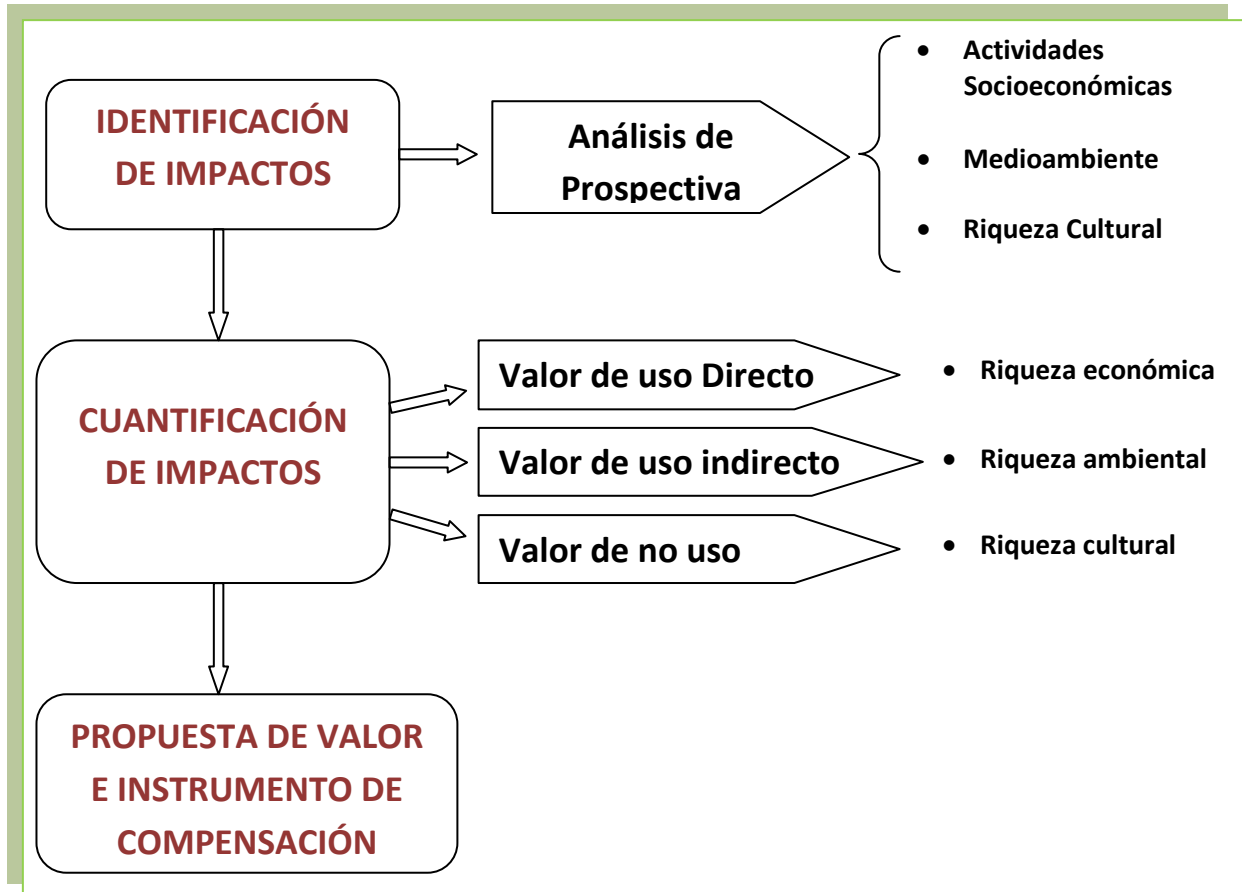 IDENTIFICACIÓN
DE IMPACTOS
Análisis de
Prospectiva
• Actividades
Socioeconómicas
• Medioambiente
• Riqueza Cultural
CUANTIFICACIÓN
DE IMPACTOS
Valor de uso Directo
• Riqueza económica
Valor de uso indirecto
• Riqueza ambiental
Valor de no uso
• Riqueza cultural
PROPUESTA DE VALOR
E INSTRUMENTO DE
COMPENSACIÓN